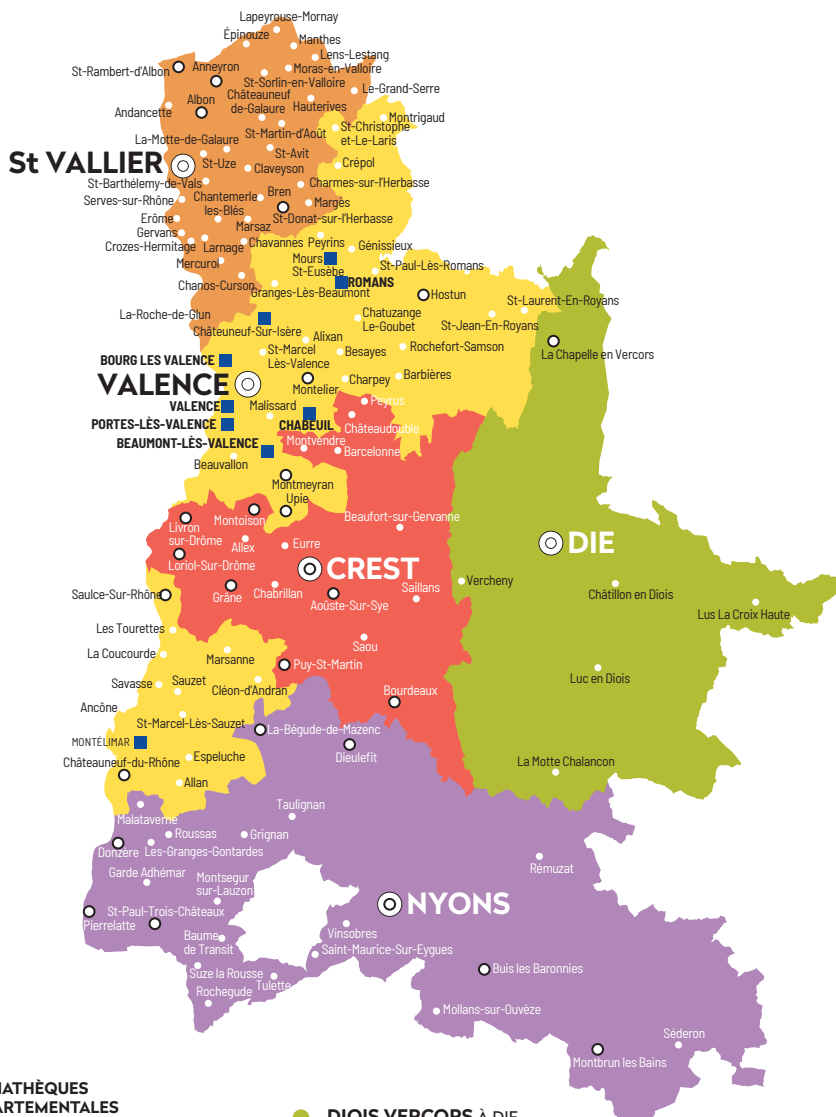 Lapeyrouse-Mornay
Épinouze
Manthes
Lens-Lestang
St-Rambert-d'Albon
Anneyron
Moras-en-Valloire
St-Sorlin-en-Valloire
Le-Grand-Serre
Albon
Châteauneuf
de-Galaure
Hauterives
Andancette
Montrigaud
St-Christophe
et-Le-Laris
St-Martin-d'Août
La-Motte-de-Galaure
St-Avit
St VALLIER
St-Uze
Claveyson
Crépol
St-Barthélemy-de-Vals
Charmes-sur-l'Herbasse
Serves-sur-Rhône
Chantemerle
les-Blés
Bren
Margès
Erôme
Marsaz
St-Donat-sur-l'Herbasse
Gervans
Crozes-Hermitage
Larnage
Chavannes
Peyrins
Génissieux
Mercurol
Mours
St-Eusèbe
St-Paul-Lès-Romans
Chanos-Curson
Granges-Lès-Beaumont
ROMANS
Hostun
St-Laurent-En-Royans
La-Roche-de-Glun
Chatuzange
Le-Goubet
St-Jean-En-Royans
Châteuneuf-Sur-Isère
Alixan
Rochefort-Samson
La Chapelle en Vercors
BOURG LES VALENCE
St-Marcel
Lès-Valence
Besayes
VALENCE
Montelier
Charpey
Barbières
VALENCE
Malissard
Peyrus
PORTES-LÈS-VALENCE
CHABEUIL
Châteaudouble
BEAUMONT-LÈS-VALENCE
Montvendre
Barcelonne
Beauvallon
Montmeyran
Upie
Montoison
Beaufort-sur-Gervanne
Livron
sur-Drôme
Allex
Eurre
DIE
Loriol-Sur-Drôme
CREST
Vercheny
Châtillon en Diois
Saulce-Sur-Rhône
Grâne
Chabrillan
Aoûste-Sur-Sye
Saillans
Lus La Croix Haute
Les Tourettes
Saou
La Coucourde
Marsanne
Puy-St-Martin
Luc en Diois
Savasse
Sauzet
Cléon-d'Andran
Bourdeaux
Ancône
St-Marcel-Lès-Sauzet
La-Bégude-de-Mazenc
MONTÉLIMAR
Dieulefit
Châteauneuf-du-Rhône
Espeluche
La Motte Chalancon
Allan
Malataverne
Taulignan
Roussas
Grignan
Donzère
Les-Granges-Gontardes
Rémuzat
Garde Adhémar
Montsegur
sur-Lauzon
NYONS
St-Paul-Trois-Châteaux
Pierrelatte
Vinsobres
Baume
de Transit
Saint-Maurice-Sur-Eygues
Suze la Rousse
Tulette
Buis les Baronnies
Rochegude
Mollans-sur-Ouvèze
Séderon
Montbrun les Bains
IATHÈQUES
ARTEMENTALES
DIOIS VERCORS À DIE